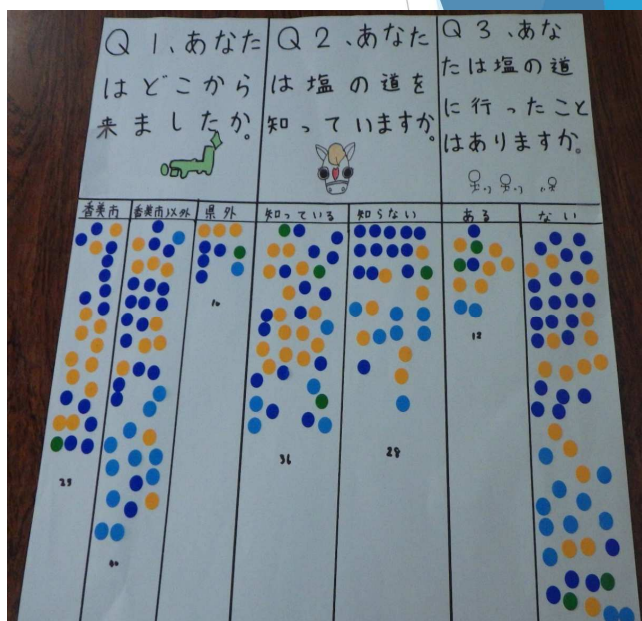 Q1、あなた
はどこから
来ましたか。
Q2、あなた
は塩の道を
知っていますか。
Q3、あな
たは塩の道
に行ったこと
はありますか。
香美市
香美市以外
県外
知っている
知らない
ある
ない
10
12
36
28